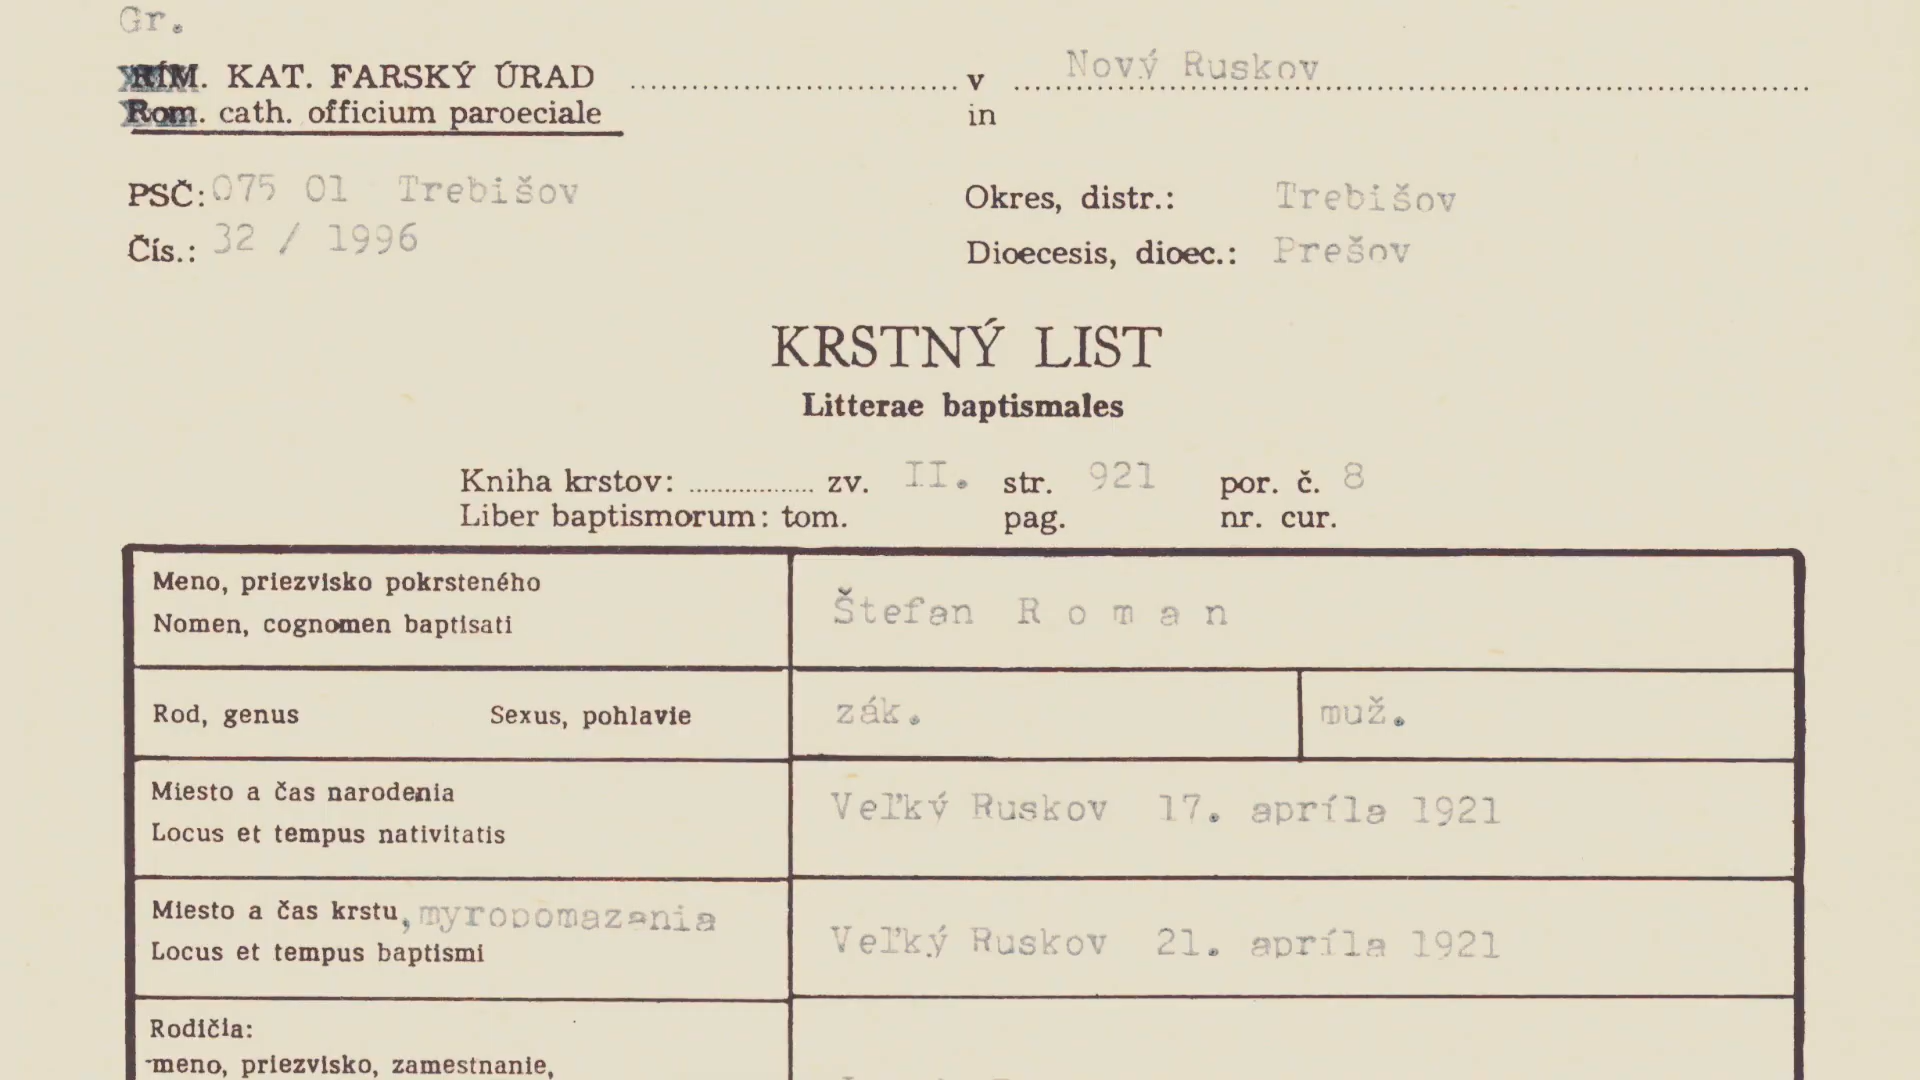 Gr.
RÍM. KAT. FARSKÝ ÚRAD v Nový Ruskov
Rom. cath. officium paroeciale in
PSČ: 075 01 Trebišov Okres, distr.: Trebišov
Čís.: 32 / 1996 Dioecesis, dioec.: Prešov
KRSTNÝ LIST
Litterae baptismales
Kniha krstov: zv. II. str. 921 por. č. 8
Liber baptismorum: tom. pag. nr. cur.
Meno, priezvisko pokrsteného
Nomen, cognomen baptisati
Štefan R o m a n
Rod, genus Sexus, pohlavie zák. muž.
Miesto a čas narodenia
Locus et tempus nativitatis
Veľký Ruskov 17. apríla 1921
Miesto a čas krstu, myropomazania
Locus et tempus baptismi
Veľký Ruskov 21. apríla 1921
Rodičia:
-meno, priezvisko, zamestnanie,